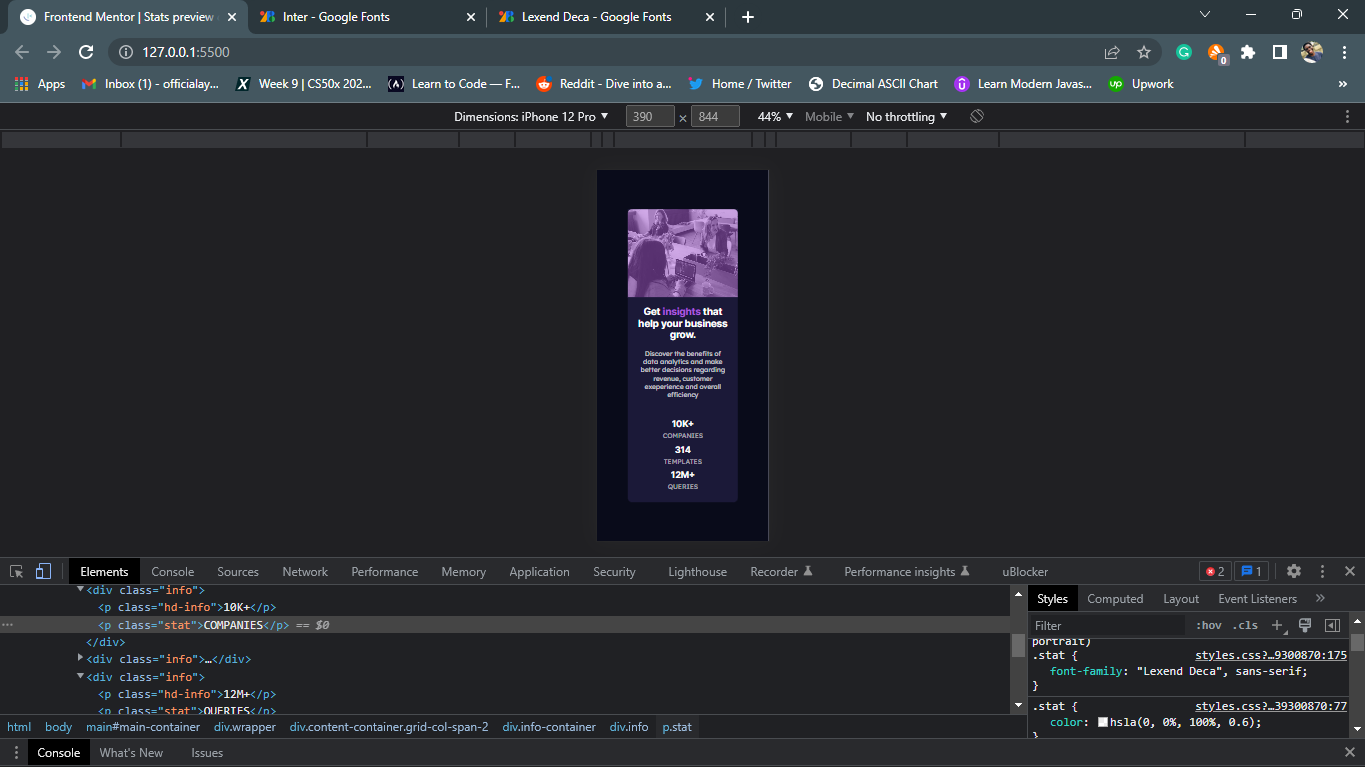 Frontend Mentor | Stats preview
Inter - Google Fonts
Lexend Deca - Google Fonts
127.0.0.1:5500
0
Apps
Inbox (1) - officialay...
Week 9 | CS50x 202...
Learn to Code — F...
Reddit - Dive into a...
Home / Twitter
Decimal ASCII Chart
Learn Modern Javas...
up Upwork
»
Dimensions: iPhone 12 Pro ▼ 390 × 844 44% ▼ Mobile ▼ No throttling ▼
Get insights that
help your business
grow.
Discover the benefits of
data analytics and make
better decisions regarding
revenue, customer
exeperience and overall
efficiency
10K+
COMPANIES
314
TEMPLATES
12M+
QUERIES
Elements Console Sources Network Performance Memory Application Security Lighthouse Recorder Performance insights uBlocker 2 1
<div class="info">
<p class="hd-info">10K+</p>
<p class="stat">COMPANIES</p> == $0
</div>
<div class="info">…</div>
<div class="info">
<p class="hd-info">12M+</p>
<p class="stat">QUERIES</p>
html body main#main-container div.wrapper div.content-container.grid-col-span-2 div.info-container div.info p.stat
Styles Computed Layout Event Listeners »
Filter :hov .cls +
portrait)
.stat { styles.css?…9300870:175
font-family: "Lexend Deca", sans-serif;
}
.stat { styles.css?…39300870:77
color: hsla(0, 0%, 100%, 0.6);
}
Console What's New Issues